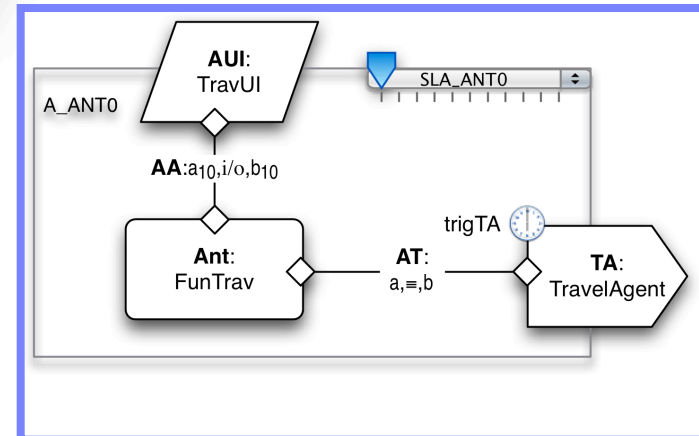 AUI:
TravUI
SLA_ANT0
A_ANT0
AA:a₁₀,i/o,b₁₀
trigTA
Ant:
FunTrav
AT:
a,≡,b
TA:
TravelAgent